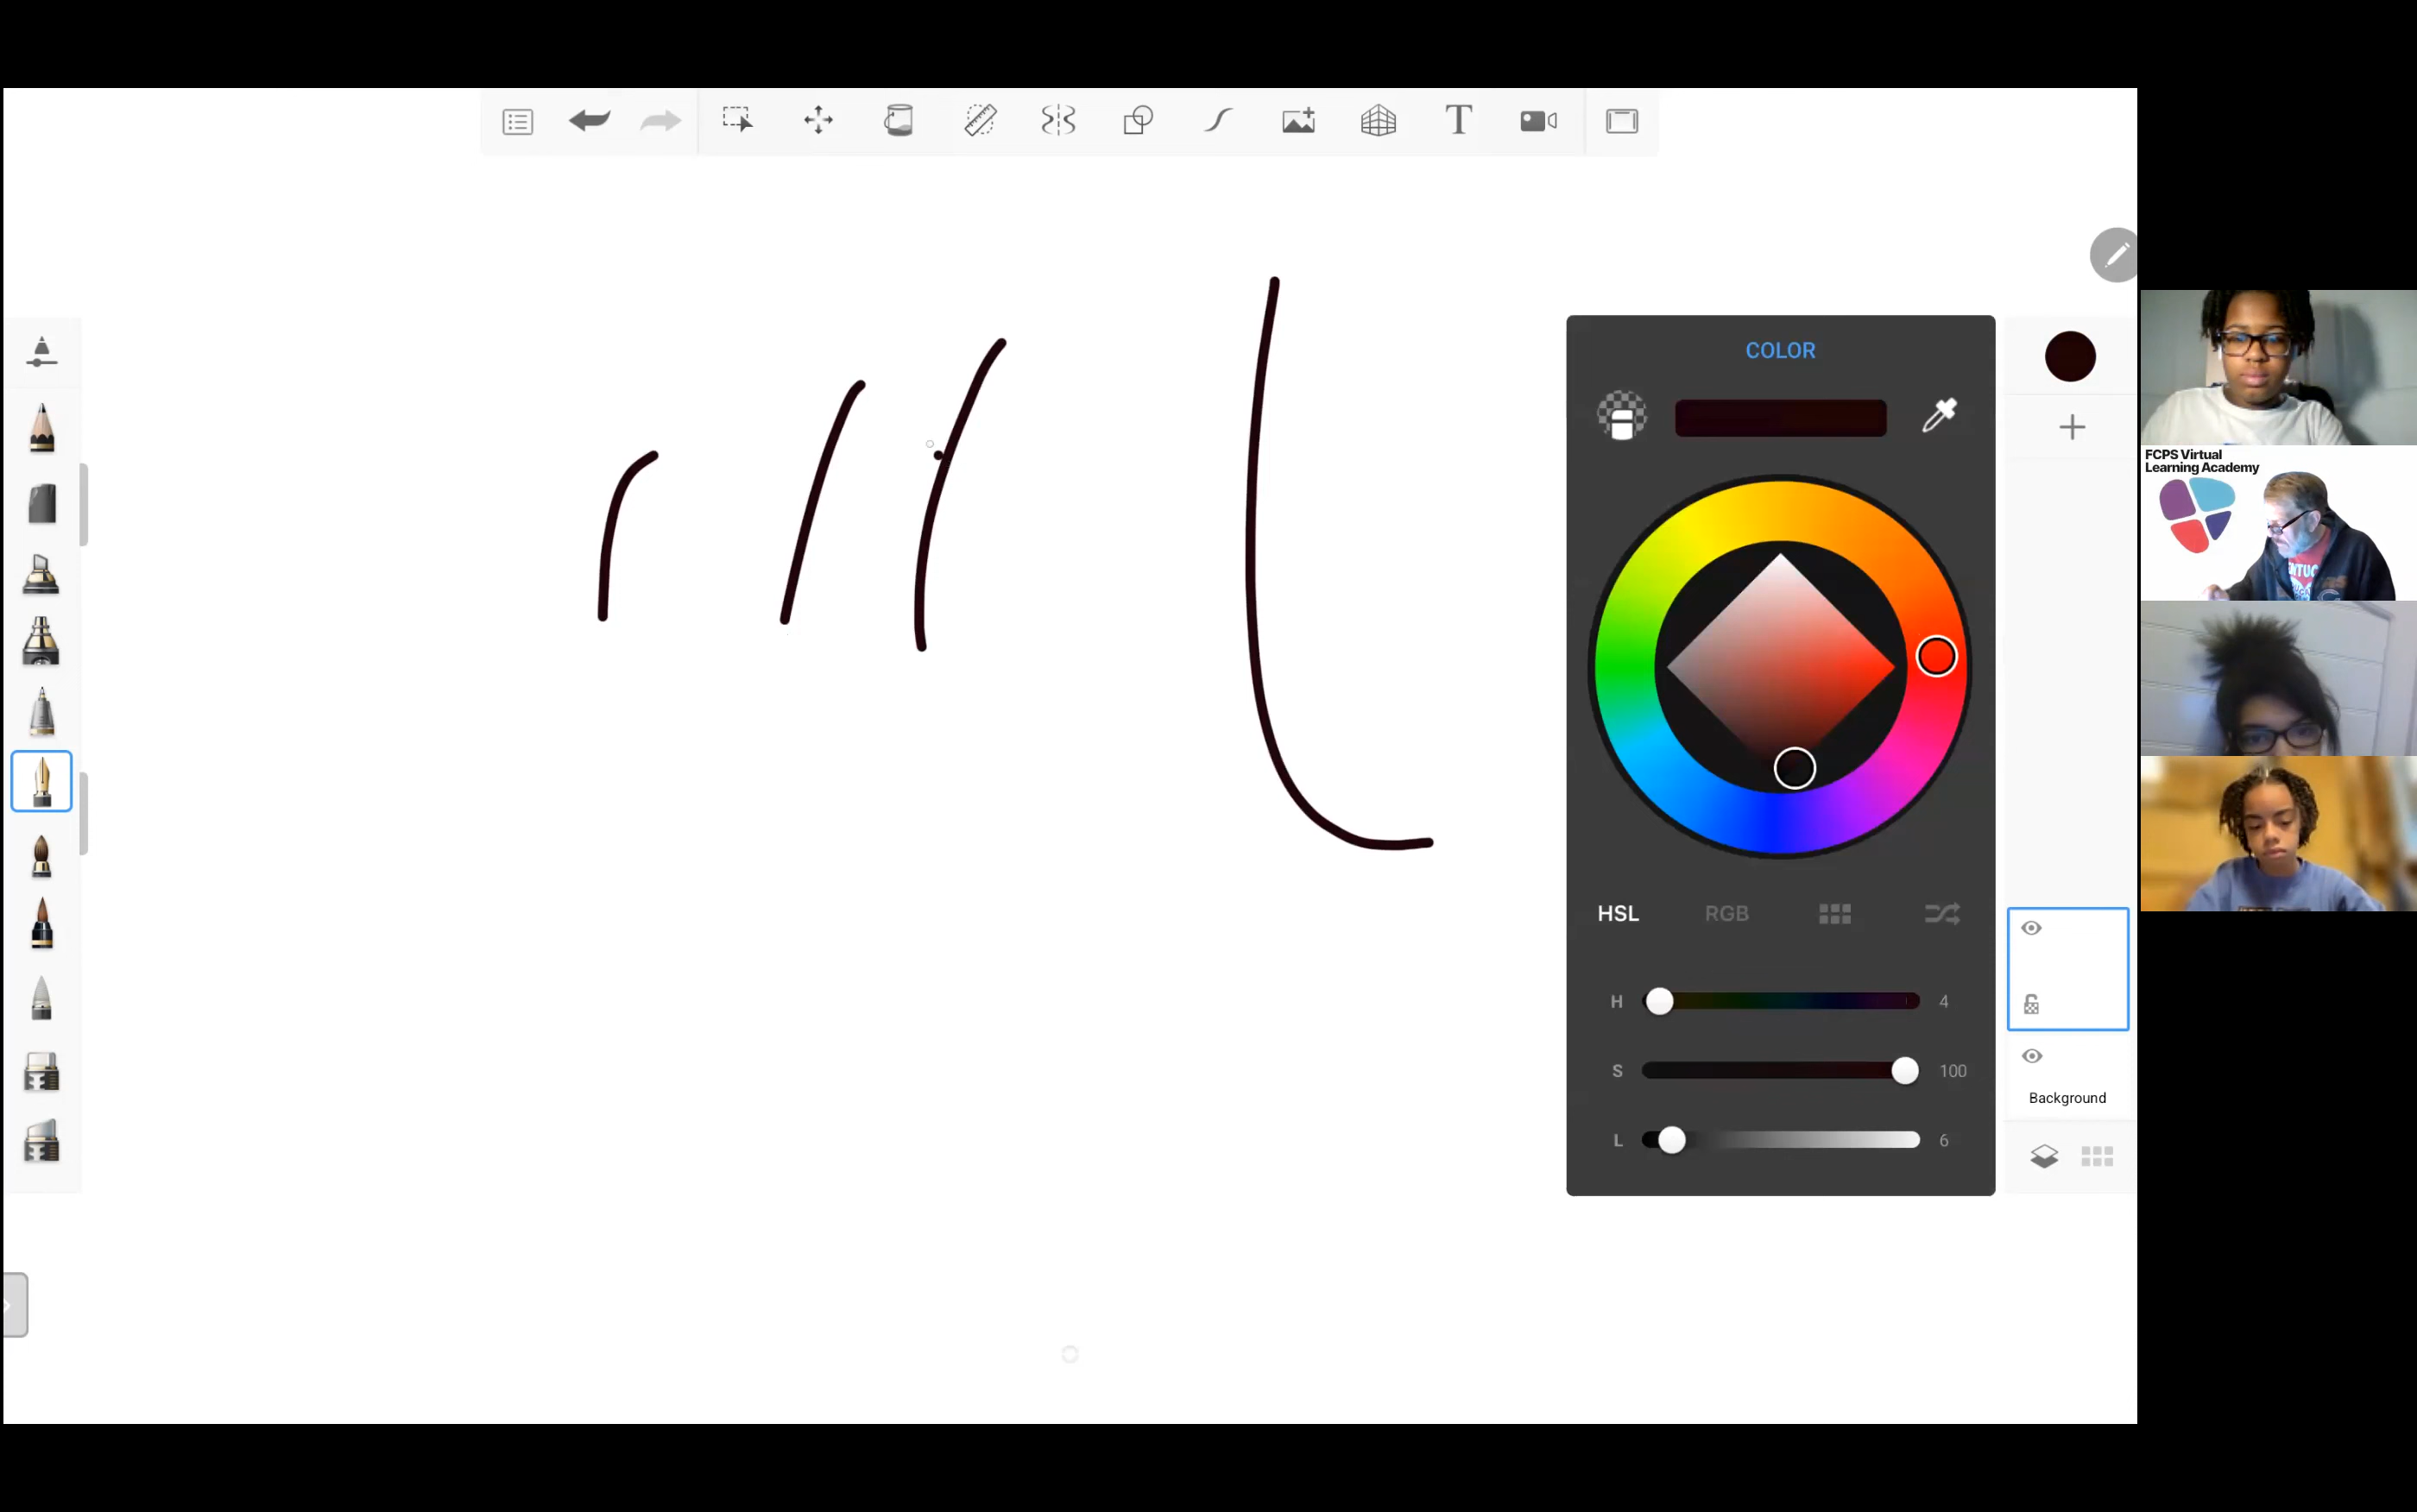 T
COLOR
FCPS Virtual
Learning Academy
HSL RGB
H 4
S 100
L 6
Background